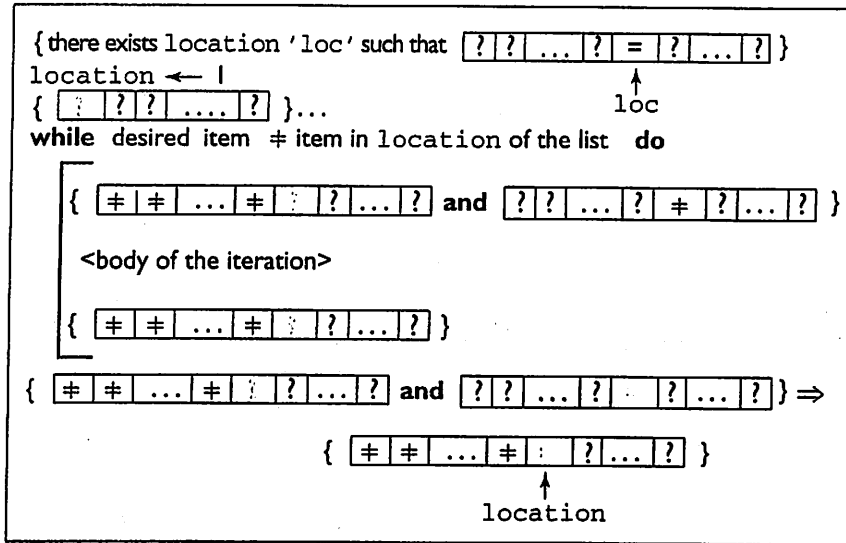 {there exists location 'loc' such that ? ? ... ? = ? ... ? }
loc
location ← 1
{ ? ? ? .... ? }...
while desired item ≠ item in location of the list do
{ ≠ ≠ ... ≠ ? ? ... ? and ? ? ... ? ≠ ? ... ? }
<body of the iteration>
{ ≠ ≠ ... ≠ ? ? ... ? }
{ ≠ ≠ ... ≠ ? ? ... ? and ? ? ... ? ? ... ? } ⇒
{ ≠ ≠ ... ≠ ? ... ? }
location